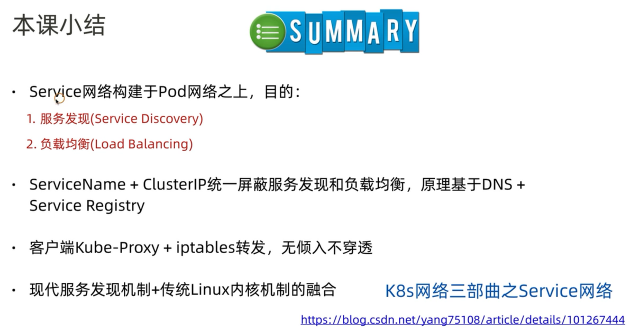 本课小结
SUMMARY
• Service网络构建于Pod网络之上，目的：
1. 服务发现(Service Discovery)
2. 负载均衡(Load Balancing)
• ServiceName + ClusterIP统一屏蔽服务发现和负载均衡，原理基于DNS +
Service Registry
• 客户端Kube-Proxy + iptables转发，无倾入不穿透
• 现代服务发现机制+传统Linux内核机制的融合
K8s网络三部曲之Service网络
https://blog.csdn.net/yang75108/article/details/101267444